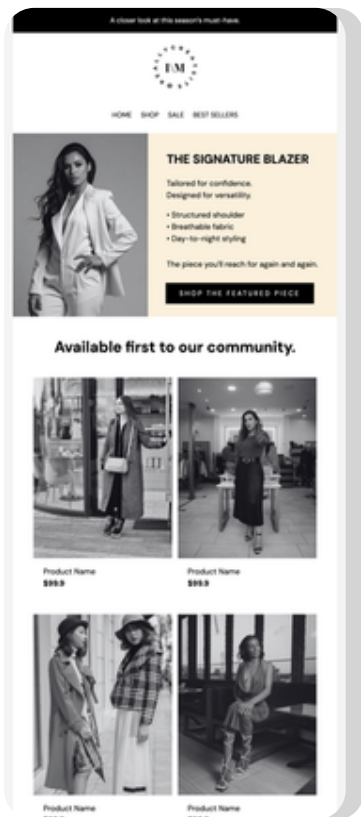 A closer look at this season's must-have.
HOME SHOP SALE BEST SELLERS
THE SIGNATURE BLAZER
Tailored for confidence.
Designed for versatility.
• Structured shoulder
• Breathable fabric
• Day-to-night styling
The piece you'll reach for again and again.
SHOP THE FEATURED PIECE
Available first to our community.
Product Name
Product Name
$99.9
$99.9
Product Name
Product Name